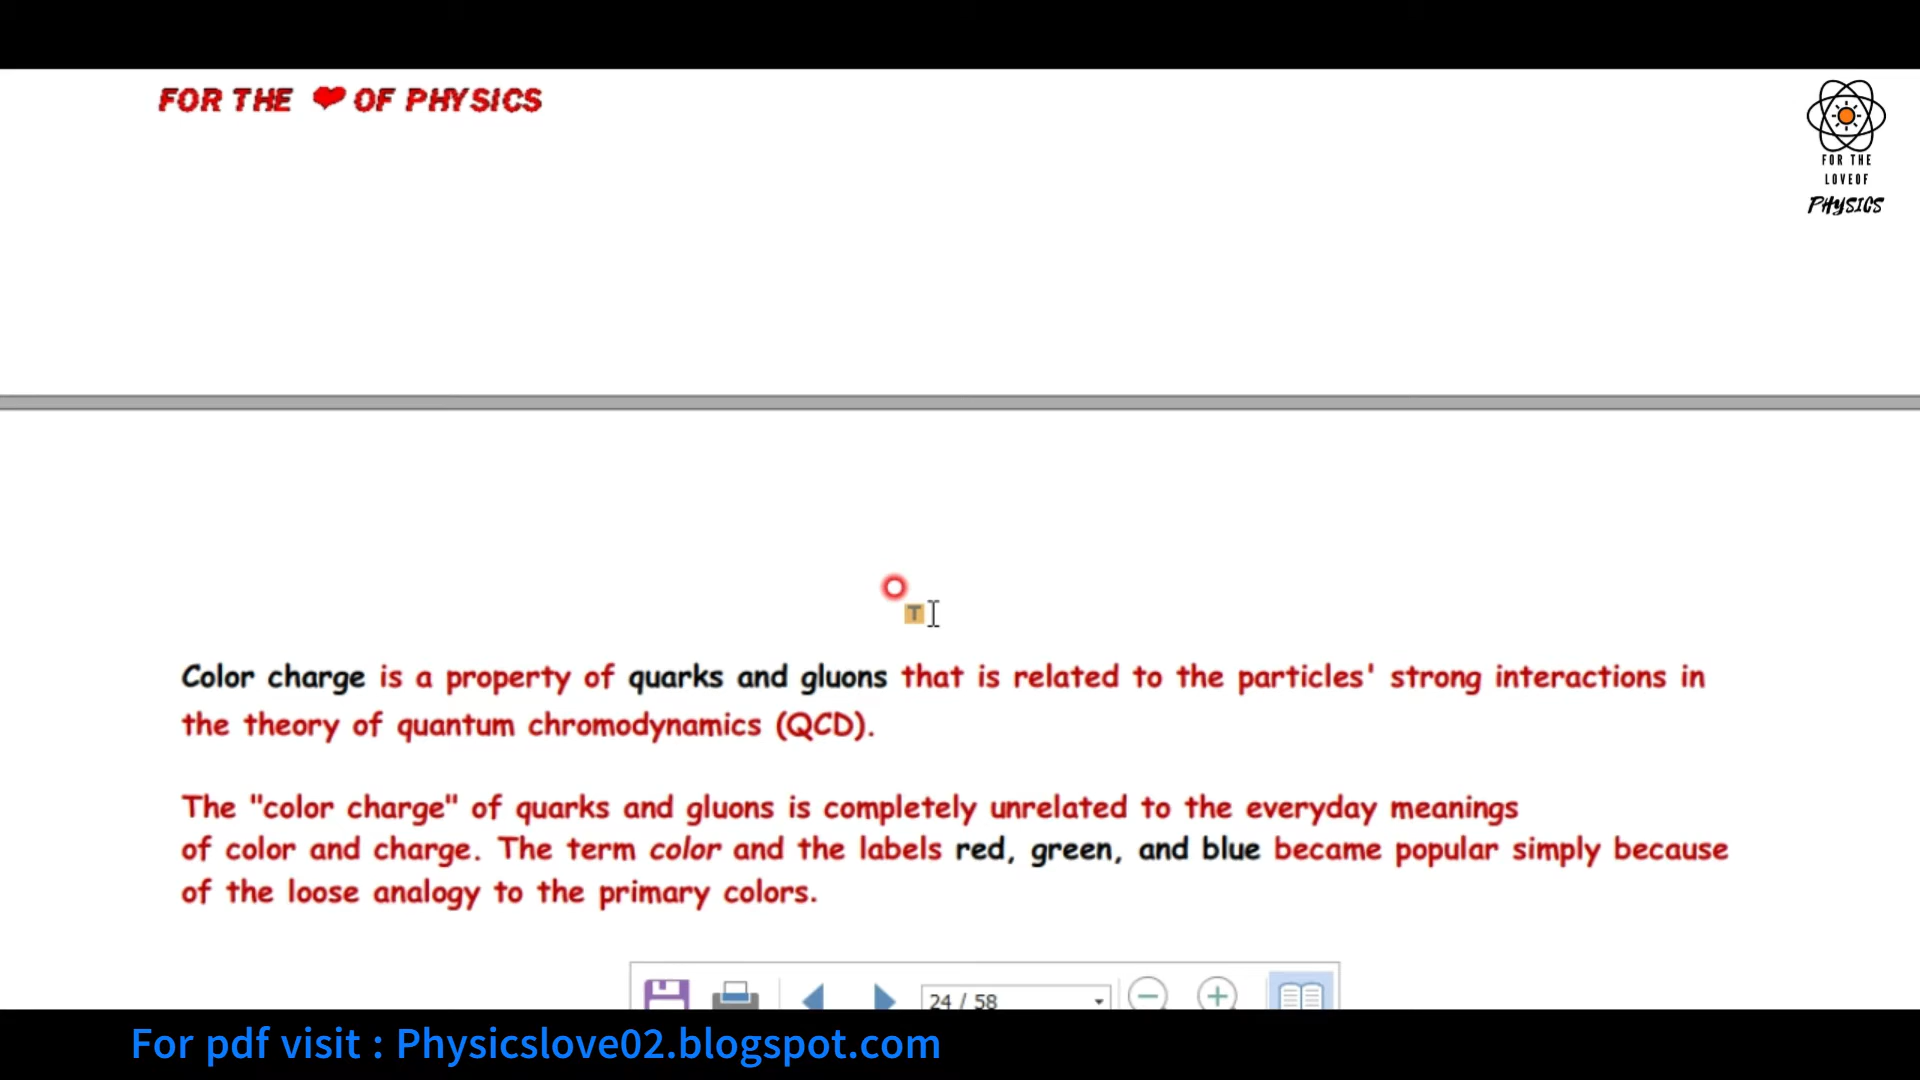 FOR THE ❤ OF PHYSICS
FOR THE
LOVEOF
PHYSICS
T
Color charge is a property of quarks and gluons that is related to the particles' strong interactions in
the theory of quantum chromodynamics (QCD).
The "color charge" of quarks and gluons is completely unrelated to the everyday meanings
of color and charge. The term color and the labels red, green, and blue became popular simply because
of the loose analogy to the primary colors.
24 / 58
For pdf visit : Physicslove02.blogspot.com